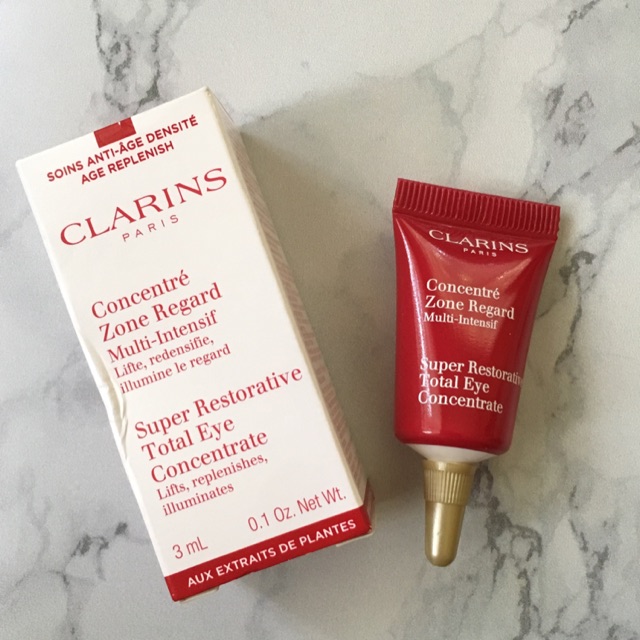 SOINS ANTI-ÂGE DENSITÉ
AGE REPLENISH
CLARINS
PARIS
Concentré
Zone Regard
Multi-Intensif
Lifte, redensifie,
illumine le regard
Super Restorative
Total Eye
Concentrate
Lifts, replenishes,
illuminates
3 mL 0.1 Oz. Net Wt.
AUX EXTRAITS DE PLANTES
CLARINS
PARIS
Concentré
Zone Regard
Multi-Intensif
Super Restorative
Total Eye
Concentrate